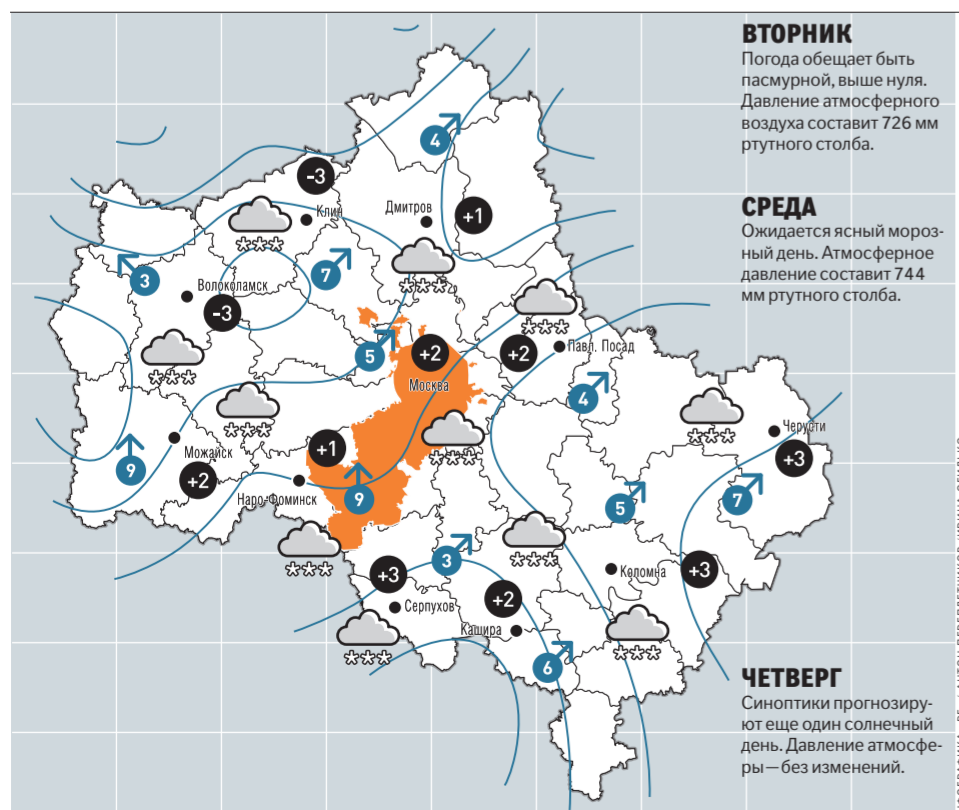 ВТОРНИК
Погода обещает быть
пасмурной, выше нуля.
Давление атмосферного
воздуха составит 726 мм
ртутного столба.
СРЕДА
Ожидается ясный мороз-
ный день. Атмосферное
давление составит 744
мм ртутного столба.
4
-3
Клин
Дмитров
+1
***
7
***
3
Волоколамск
-3
***
5
+2
Москва
***
+2
Павл. Посад
4
***
***
Черусти
+3
***
Можайск
9
+2
+1
Наро-Фоминск
9
5
7
***
3
***
+3
Серпухов
***
+2
Кашира
Коломна
+3
***
6
ЧЕТВЕРГ
Синоптики прогнозиру-
ют еще один солнечный
день. Давление атмосфе-
ры—без изменений.